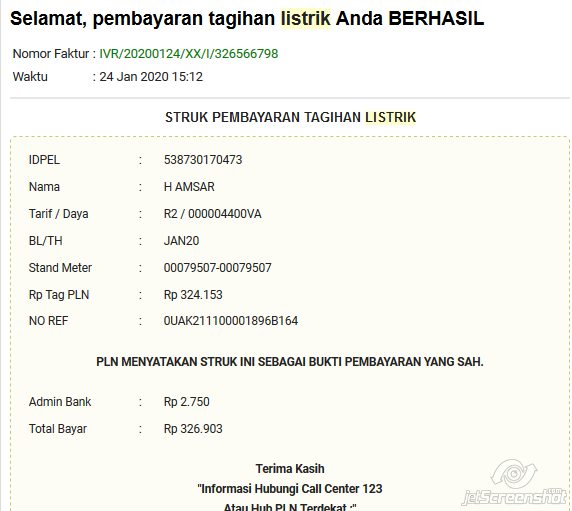 Selamat, pembayaran tagihan listrik Anda BERHASIL
Nomor Faktur : IVR/20200124/XX/I/326566798
Waktu : 24 Jan 2020 15:12
STRUK PEMBAYARAN TAGIHAN LISTRIK
IDPEL : 538730170473
Nama : H AMSAR
Tarif / Daya : R2 / 000004400VA
BL/TH : JAN20
Stand Meter : 00079507-00079507
Rp Tag PLN : Rp 324.153
NO REF : 0UAK211100001896B164
PLN MENYATAKAN STRUK INI SEBAGAI BUKTI PEMBAYARAN YANG SAH.
Admin Bank : Rp 2.750
Total Bayar : Rp 326.903
Terima Kasih
"Informasi Hubungi Call Center 123
Atau Hub PLN Terdekat :"
jetScreenshot.com